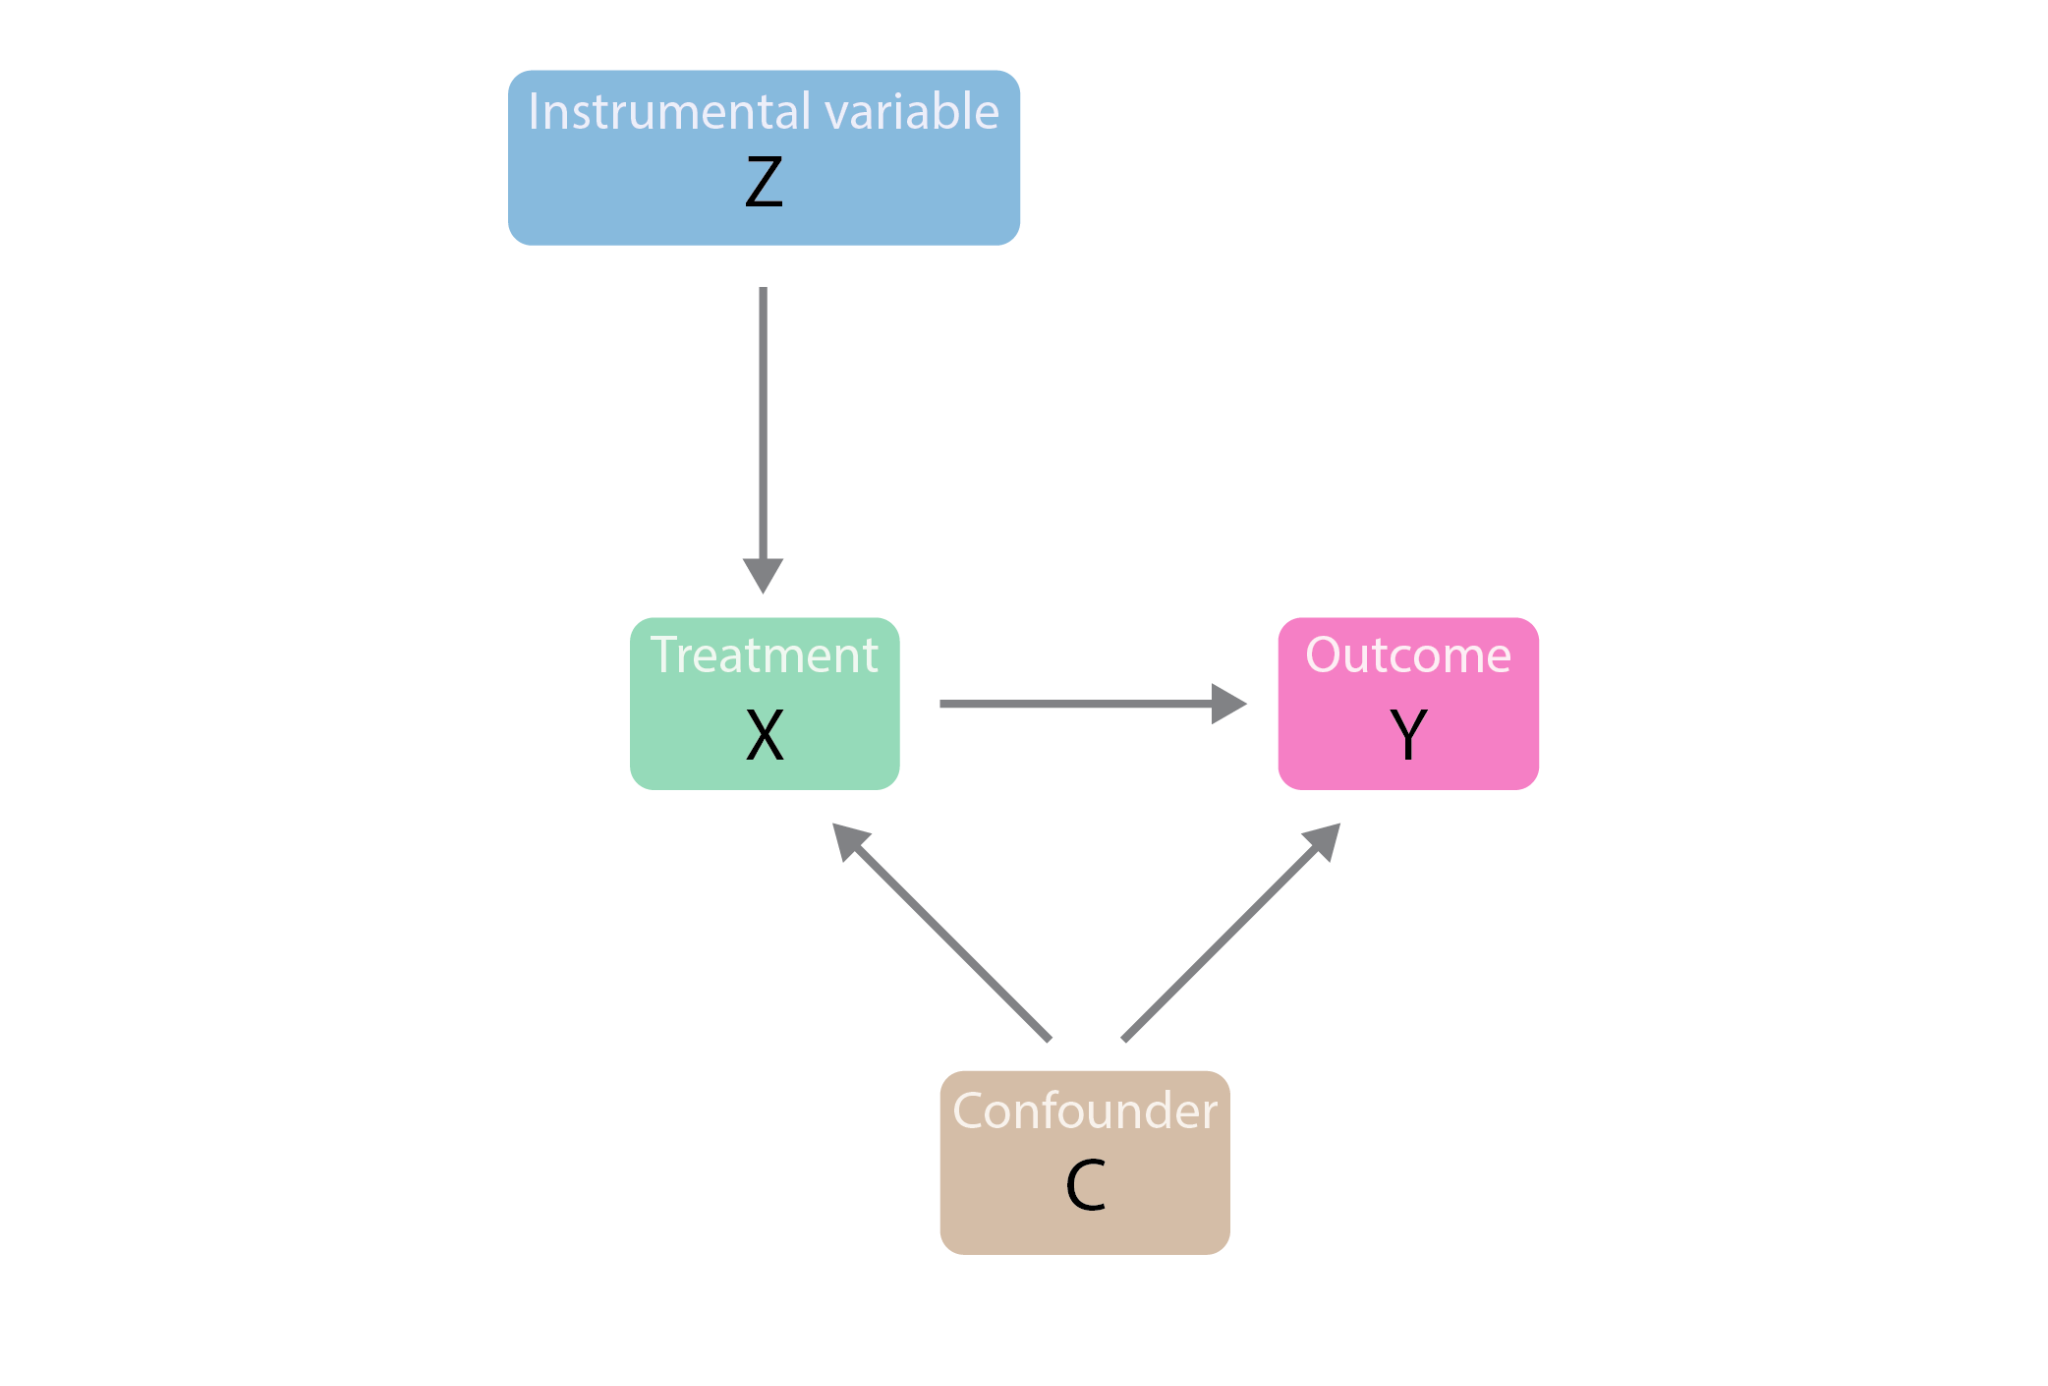 Instrumental variable
Z
Treatment
X
Outcome
Y
Confounder
C